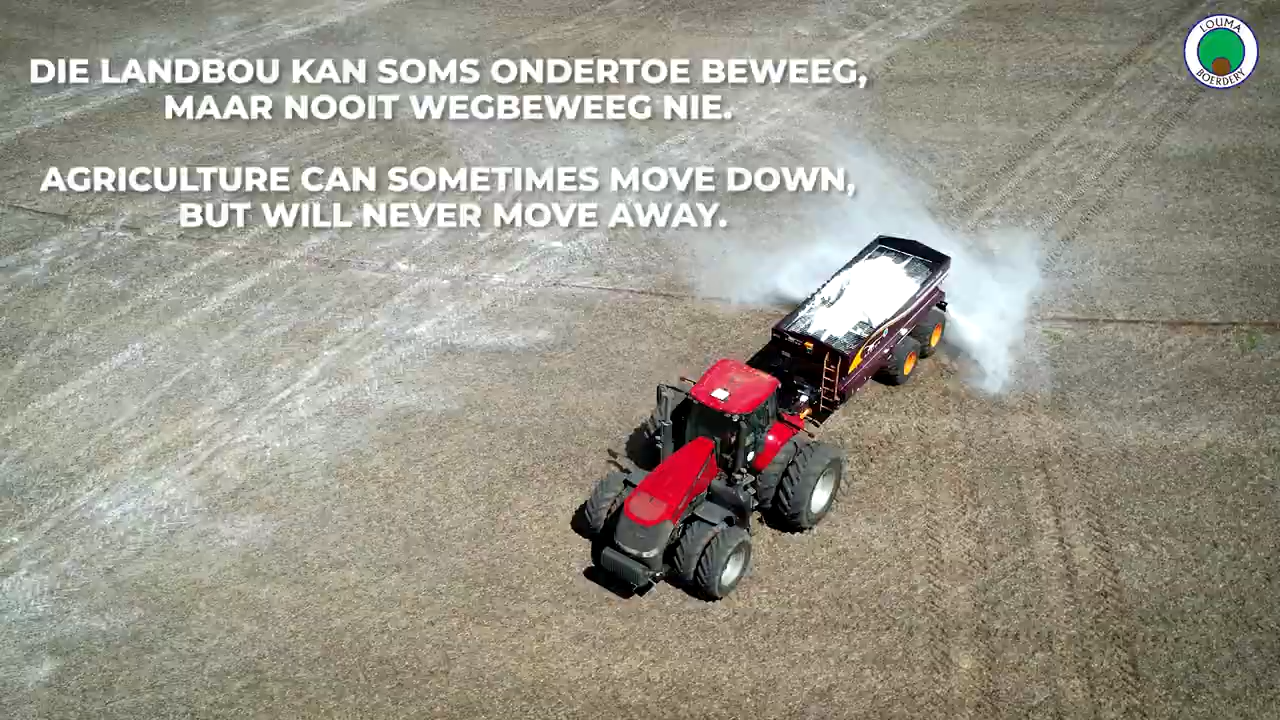 DIE LANDBOU KAN SOMS ONDERTOE BEWEEG,
MAAR NOOIT WEGBEWEEG NIE.
AGRICULTURE CAN SOMETIMES MOVE DOWN,
BUT WILL NEVER MOVE AWAY.
LOUMA
BOERDERY